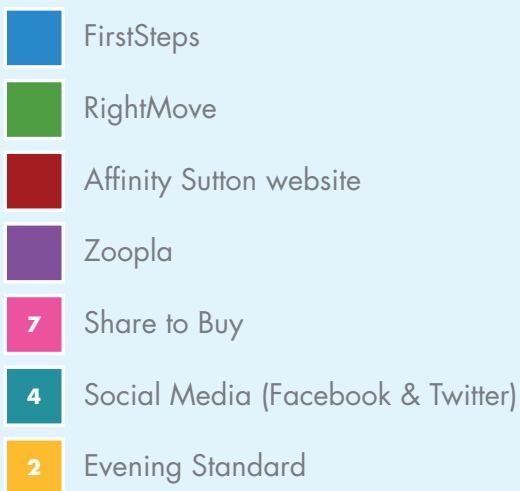 FirstSteps
RightMove
Affinity Sutton website
Zoopla
7 Share to Buy
4 Social Media (Facebook & Twitter)
2 Evening Standard